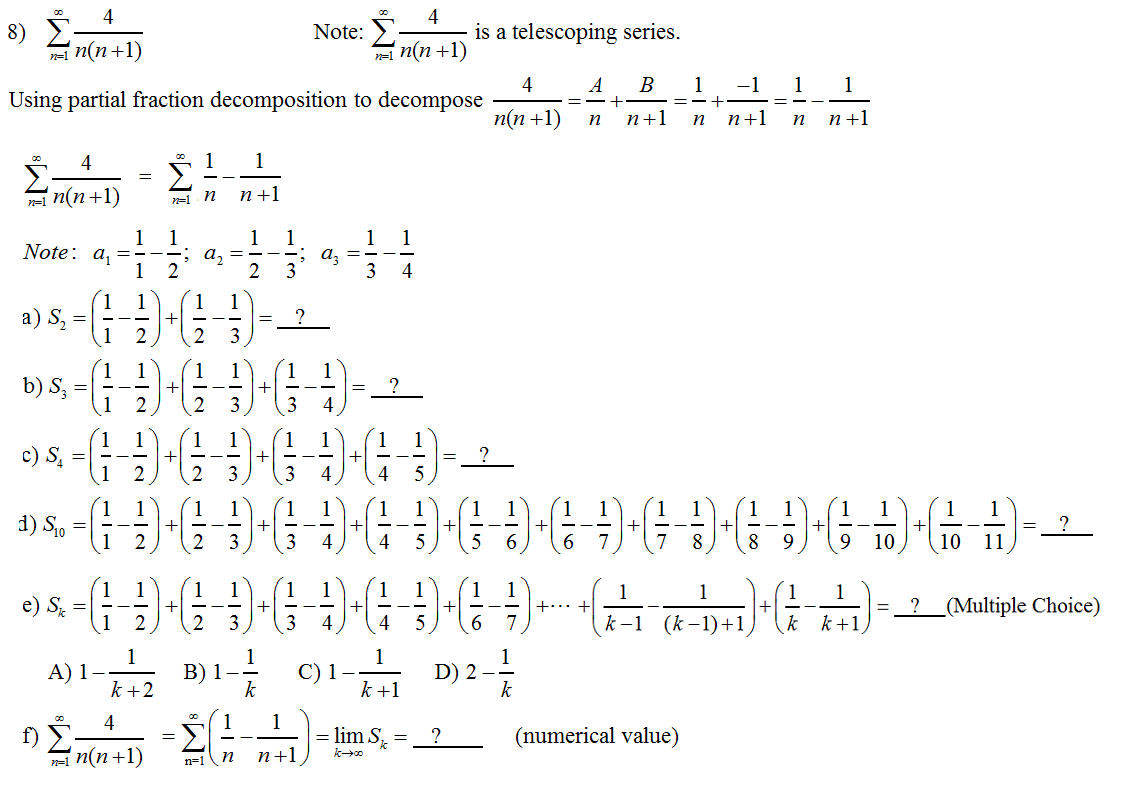 8) \sum_{n=1}^{\infty} \frac{4}{n(n+1)} Note: \sum_{n=1}^{\infty} \frac{4}{n(n+1)} is a telescoping series.
Using partial fraction decomposition to decompose \frac{4}{n(n+1)} = \frac{A}{n} + \frac{B}{n+1} = \frac{1}{n} + \frac{-1}{n+1} = \frac{1}{n} - \frac{1}{n+1}
\sum_{n=1}^{\infty} \frac{4}{n(n+1)} = \sum_{n=1}^{\infty} \frac{1}{n} - \frac{1}{n+1}
Note: a_1 = \frac{1}{1} - \frac{1}{2}; a_2 = \frac{1}{2} - \frac{1}{3}; a_3 = \frac{1}{3} - \frac{1}{4}
a) S_2 = \left(\frac{1}{1} - \frac{1}{2}\right) + \left(\frac{1}{2} - \frac{1}{3}\right) = __?__
b) S_3 = \left(\frac{1}{1} - \frac{1}{2}\right) + \left(\frac{1}{2} - \frac{1}{3}\right) + \left(\frac{1}{3} - \frac{1}{4}\right) = __?__
c) S_4 = \left(\frac{1}{1} - \frac{1}{2}\right) + \left(\frac{1}{2} - \frac{1}{3}\right) + \left(\frac{1}{3} - \frac{1}{4}\right) + \left(\frac{1}{4} - \frac{1}{5}\right) = __?__
d) S_{10} = \left(\frac{1}{1} - \frac{1}{2}\right) + \left(\frac{1}{2} - \frac{1}{3}\right) + \left(\frac{1}{3} - \frac{1}{4}\right) + \left(\frac{1}{4} - \frac{1}{5}\right) + \left(\frac{1}{5} - \frac{1}{6}\right) + \left(\frac{1}{6} - \frac{1}{7}\right) + \left(\frac{1}{7} - \frac{1}{8}\right) + \left(\frac{1}{8} - \frac{1}{9}\right) + \left(\frac{1}{9} - \frac{1}{10}\right) + \left(\frac{1}{10} - \frac{1}{11}\right) = __?__
e) S_k = \left(\frac{1}{1} - \frac{1}{2}\right) + \left(\frac{1}{2} - \frac{1}{3}\right) + \left(\frac{1}{3} - \frac{1}{4}\right) + \left(\frac{1}{4} - \frac{1}{5}\right) + \left(\frac{1}{6} - \frac{1}{7}\right) + \cdots + \left(\frac{1}{k-1} - \frac{1}{(k-1)+1}\right) + \left(\frac{1}{k} - \frac{1}{k+1}\right) = __?__(Multiple Choice)
A) 1 - \frac{1}{k+2} B) 1 - \frac{1}{k} C) 1 - \frac{1}{k+1} D) 2 - \frac{1}{k}
f) \sum_{n=1}^{\infty} \frac{4}{n(n+1)} = \sum_{n=1}^{\infty} \left(\frac{1}{n} - \frac{1}{n+1}\right) = \lim_{k \to \infty} S_k = __?__ (numerical value)